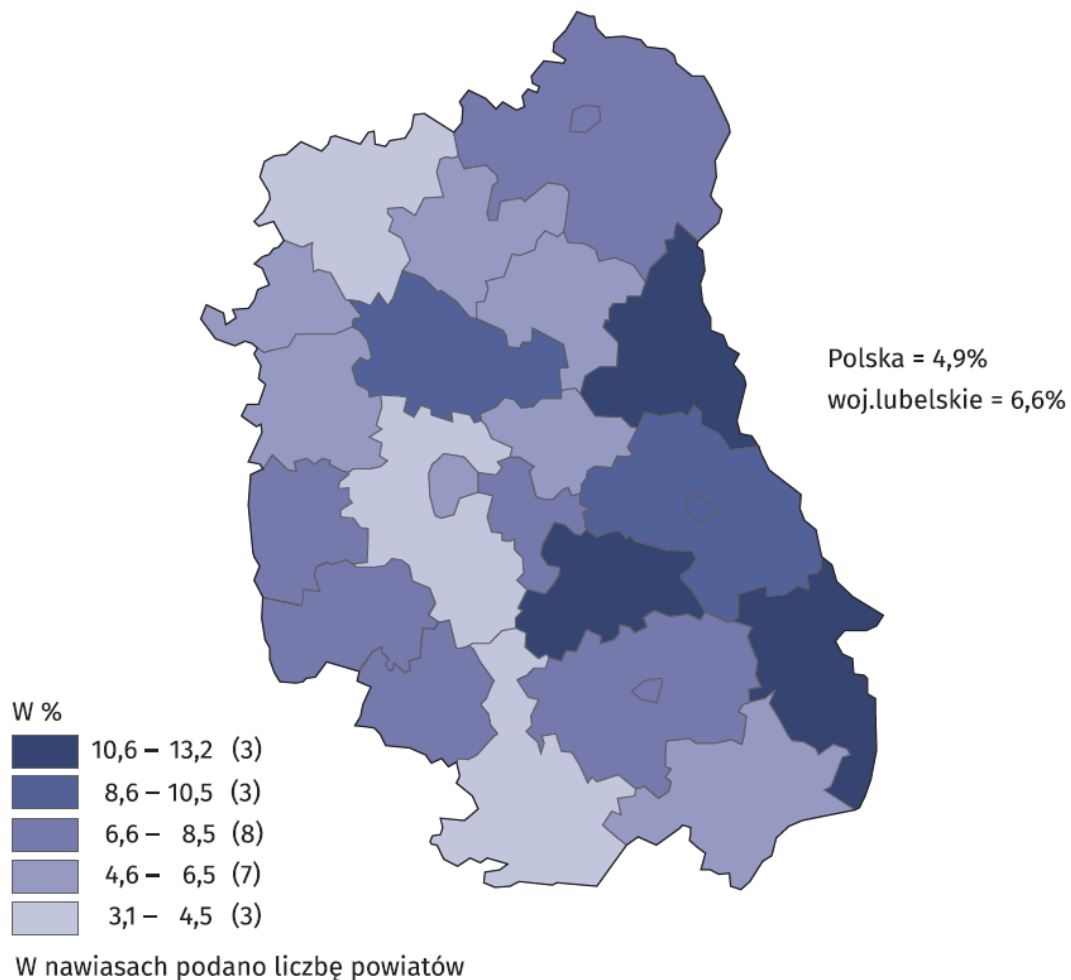 Polska = 4,9%
woj.lubelskie = 6,6%
W %
10,6 – 13,2 (3)
8,6 – 10,5 (3)
6,6 – 8,5 (8)
4,6 – 6,5 (7)
3,1 – 4,5 (3)
W nawiasach podano liczbę powiatów